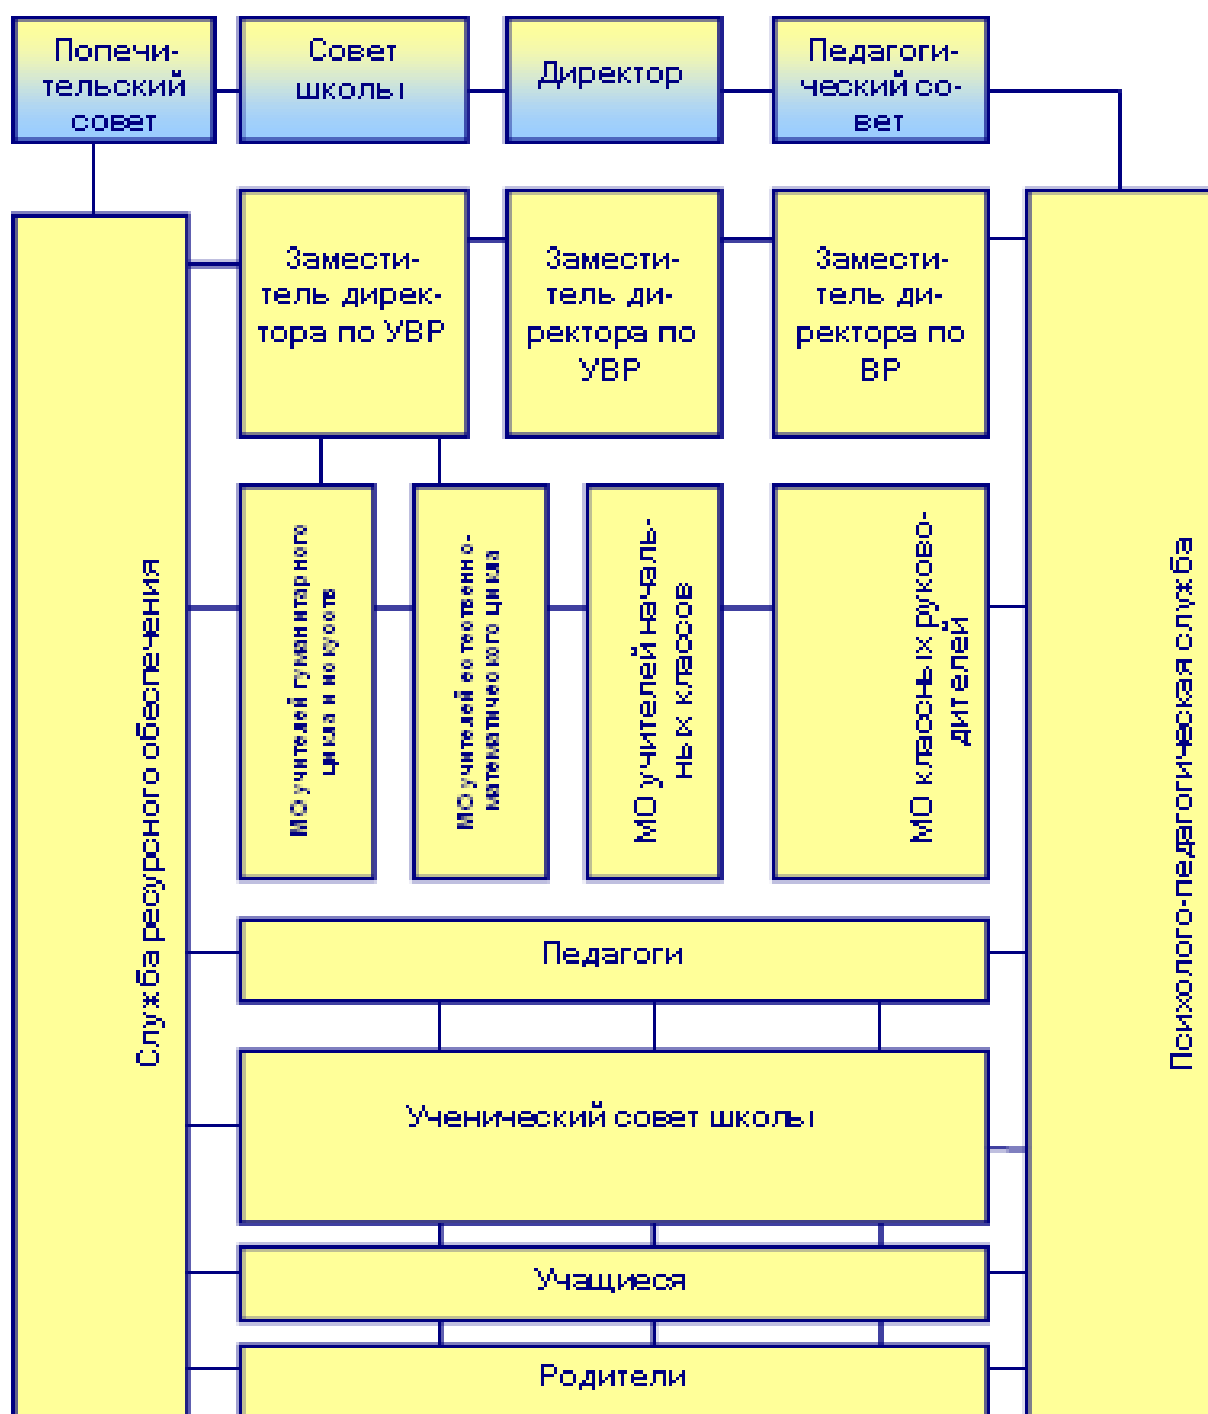 Попечи-
тельский
совет
Совет
школы
Директор
Педагоги-
ческий со-
вет
Замести-
тель дирек-
тора по УВР
Замести-
тель ди-
ректора по
УВР
Замести-
тель ди-
ректора по
ВР
Служба ресурсного обеспечения
МО учителей гуманитарного
цикла и искусств
МО учителей естественно-
математического цикла
МО учителей началь-
ных классов
МО классных руково-
дителей
Психолого-педагогическая служба
Педагоги
Ученический совет школы
Учащиеся
Родители